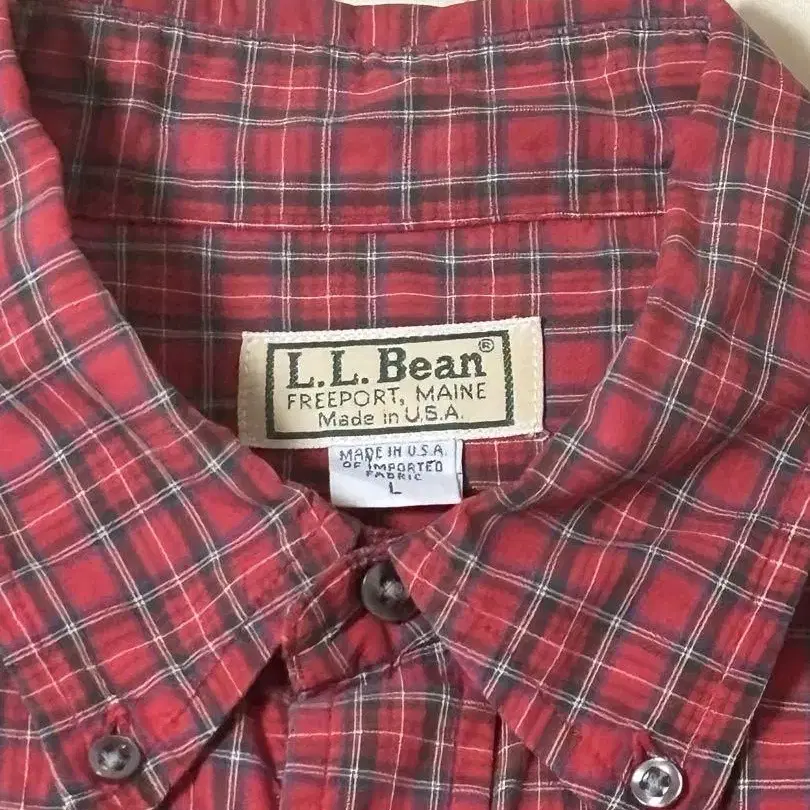 L.L.Bean®
FREEPORT, MAINE
Made in U.S.A.
MADE IN U.S.A.
OF IMPORTED
FABRIC
L